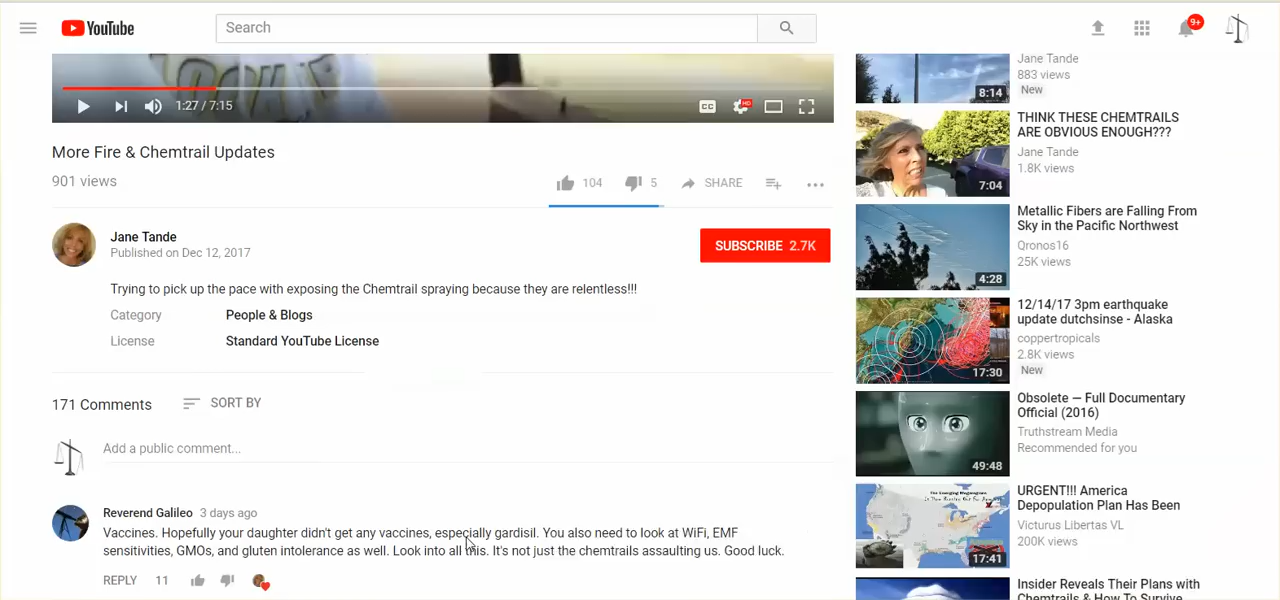 YouTube
Search
9+
1:27 / 7:15
CC
HD
More Fire & Chemtrail Updates
901 views
104
5
SHARE
Jane Tande
Published on Dec 12, 2017
SUBSCRIBE 2.7K
Trying to pick up the pace with exposing the Chemtrail spraying because they are relentless!!!
Category People & Blogs
License Standard YouTube License
171 Comments
SORT BY
Add a public comment...
Reverend Galileo 3 days ago
Vaccines. Hopefully your daughter didn't get any vaccines, especially gardisil. You also need to look at WiFi, EMF
sensitivities, GMOs, and gluten intolerance as well. Look into all this. It's not just the chemtrails assaulting us. Good luck.
REPLY 11
8:14
Jane Tande
883 views
New
7:04
THINK THESE CHEMTRAILS
ARE OBVIOUS ENOUGH???
Jane Tande
1.8K views
4:28
Metallic Fibers are Falling From
Sky in the Pacific Northwest
Qronos16
25K views
17:30
12/14/17 3pm earthquake
update dutchsinse - Alaska
coppertropicals
2.8K views
New
49:48
Obsolete — Full Documentary
Official (2016)
Truthstream Media
Recommended for you
17:41
URGENT!!! America
Depopulation Plan Has Been
Victurus Libertas VL
200K views
Insider Reveals Their Plans with
Chemtrails & How To Survive